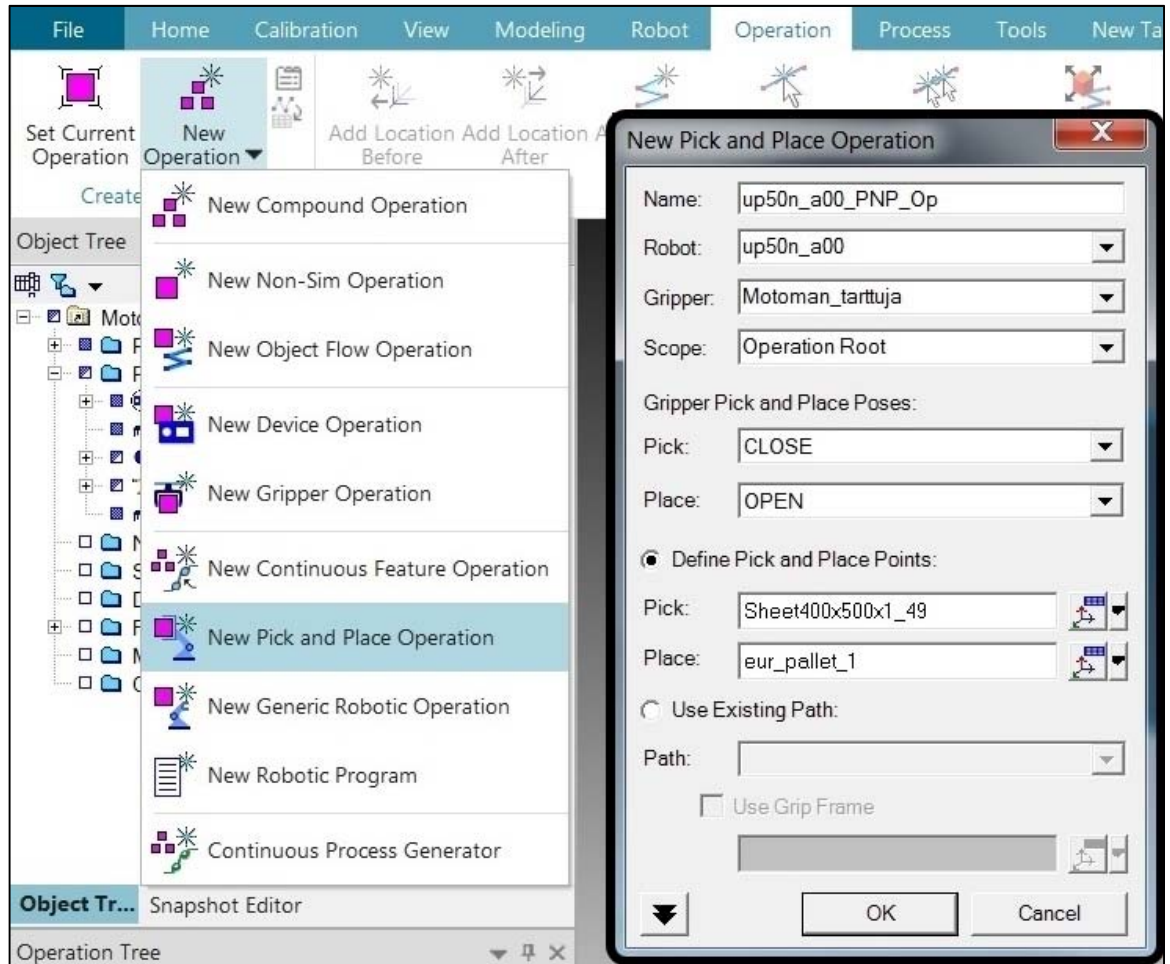 File Home Calibration View Modeling Robot Operation Process Tools New Ta
Set Current Operation
New Operation
Add Location Before
Add Location After
Create
Object Tree
Moto
New Compound Operation
New Non-Sim Operation
New Object Flow Operation
New Device Operation
New Gripper Operation
New Continuous Feature Operation
New Pick and Place Operation
New Generic Robotic Operation
New Robotic Program
Continuous Process Generator
Object Tr... Snapshot Editor
Operation Tree
New Pick and Place Operation
Name: up50n_a00_PNP_Op
Robot: up50n_a00
Gripper: Motoman_tarttuja
Scope: Operation Root
Gripper Pick and Place Poses:
Pick: CLOSE
Place: OPEN
Define Pick and Place Points:
Pick: Sheet400x500x1_49
Place: eur_pallet_1
Use Existing Path:
Path:
Use Grip Frame
OK Cancel